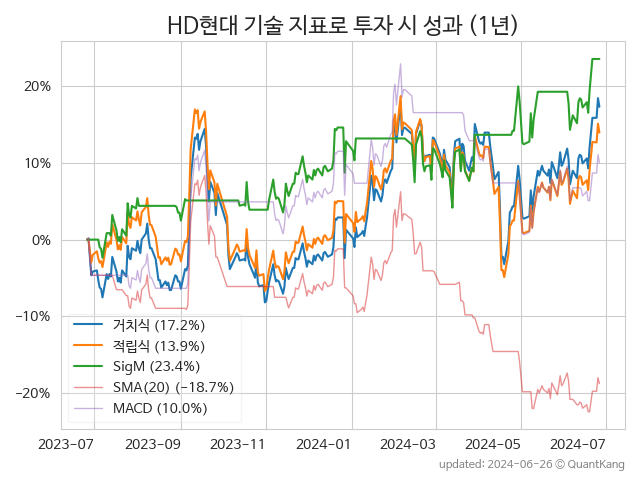 HD현대 기술 지표로 투자 시 성과 (1년)
20%
10%
0%
−10%
−20%
거치식 (17.2%)
적립식 (13.9%)
SigM (23.4%)
SMA(20) (−18.7%)
MACD (10.0%)
2023-07 2023-09 2023-11 2024-01 2024-03 2024-05 2024-07
updated: 2024-06-26 ⓒ QuantKang